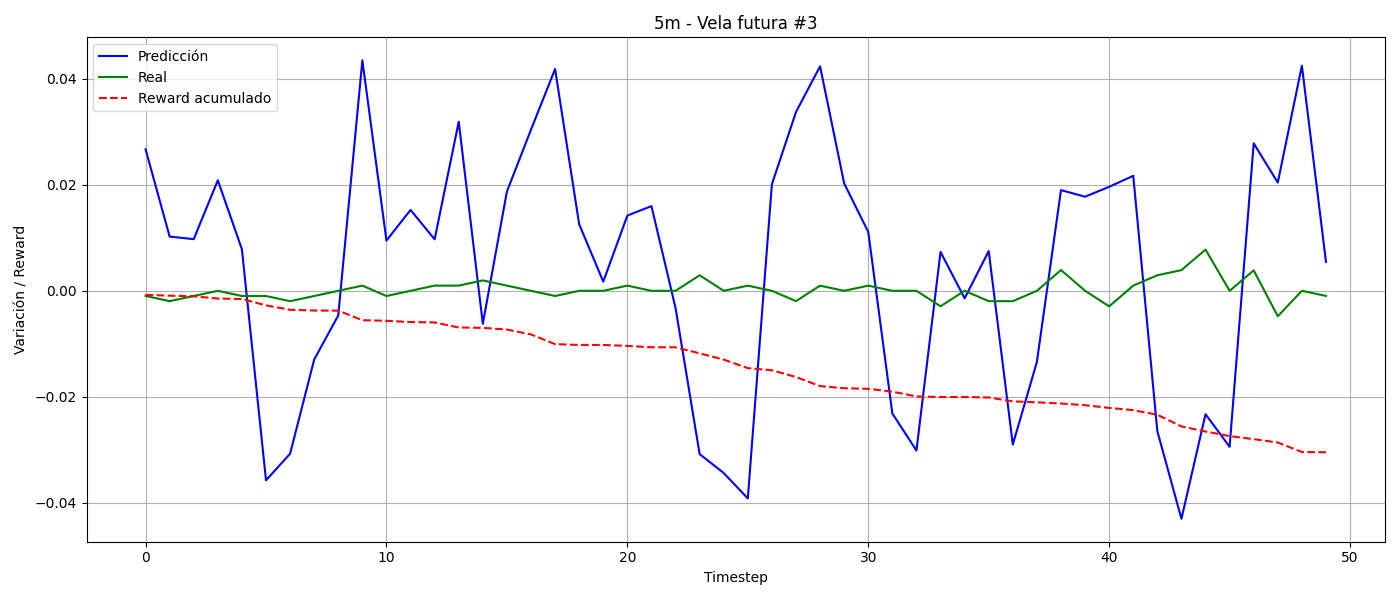 5m - Vela futura #3
Predicción
Real
Reward acumulado
Variación / Reward
0.04
0.02
0.00
−0.02
−0.04
0 10 20 30 40 50
Timestep